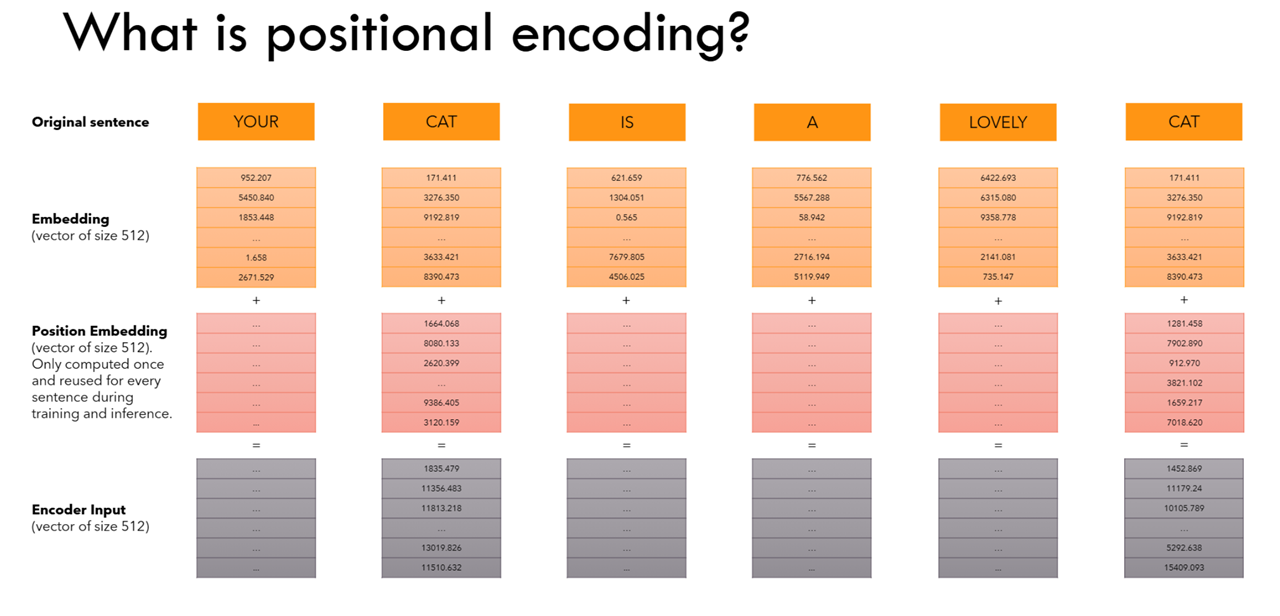 What is positional encoding?
Original sentence YOUR CAT IS A LOVELY CAT
952.207 171.411 621.659 776.562 6422.693 171.411
5450.840 3276.350 1304.051 5567.288 6315.080 3276.350
Embedding 1853.448 9192.819 0.565 58.942 9358.778 9192.819
(vector of size 512) ... ... ... ... ... ...
1.658 3633.421 7679.805 2716.194 2141.081 3633.421
2671.529 8390.473 4506.025 5119.949 735.147 8390.473
+ + + + + +
Position Embedding ... 1664.068 ... ... ... 1281.458
(vector of size 512). ... 8080.133 ... ... ... 7902.890
Only computed once ... 2620.399 ... ... ... 912.970
and reused for every ... ... ... ... ... 3821.102
sentence during ... 9386.405 ... ... ... 1659.217
training and inference. ... 3120.159 ... ... ... 7018.620
= = = = = =
... 1835.479 ... ... ... 1452.869
... 11356.483 ... ... ... 11179.24
Encoder Input ... 11813.218 ... ... ... 10105.789
(vector of size 512) ... ... ... ... ... ...
... 13019.826 ... ... ... 5292.638
... 11510.632 ... ... ... 15409.093